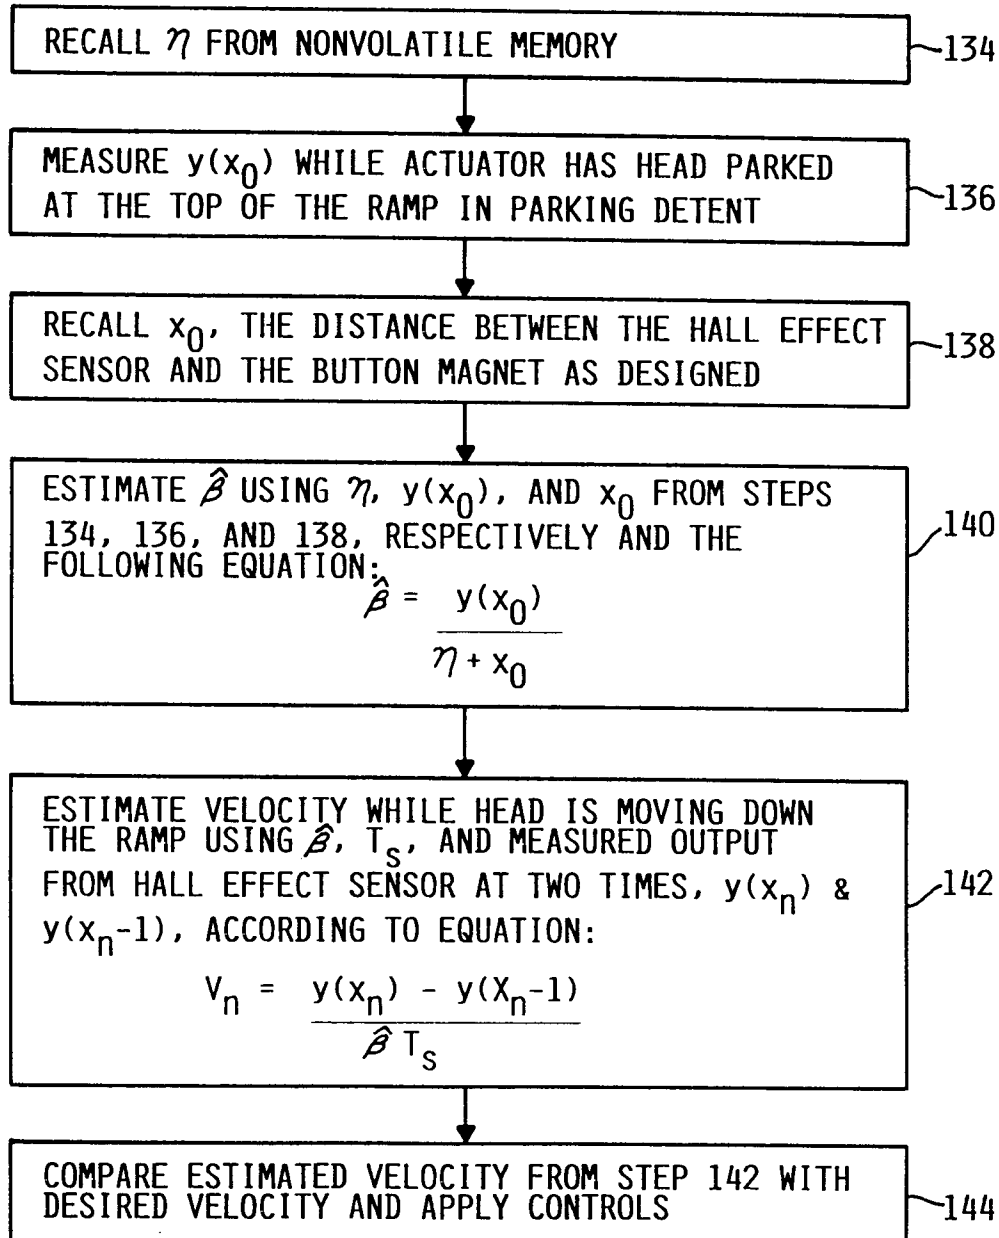 RECALL η FROM NONVOLATILE MEMORY
134
MEASURE y(x₀) WHILE ACTUATOR HAS HEAD PARKED
AT THE TOP OF THE RAMP IN PARKING DETENT
136
RECALL x₀, THE DISTANCE BETWEEN THE HALL EFFECT
SENSOR AND THE BUTTON MAGNET AS DESIGNED
138
ESTIMATE β̂ USING η, y(x₀), AND x₀ FROM STEPS
134, 136, AND 138, RESPECTIVELY AND THE
FOLLOWING EQUATION:
β̂ = y(x₀)
η + x₀
140
ESTIMATE VELOCITY WHILE HEAD IS MOVING DOWN
THE RAMP USING β̂, Tₛ, AND MEASURED OUTPUT
FROM HALL EFFECT SENSOR AT TWO TIMES, y(xₙ) &
y(xₙ-1), ACCORDING TO EQUATION:
Vₙ = y(xₙ) - y(Xₙ-1)
β̂ Tₛ
142
COMPARE ESTIMATED VELOCITY FROM STEP 142 WITH
DESIRED VELOCITY AND APPLY CONTROLS
144